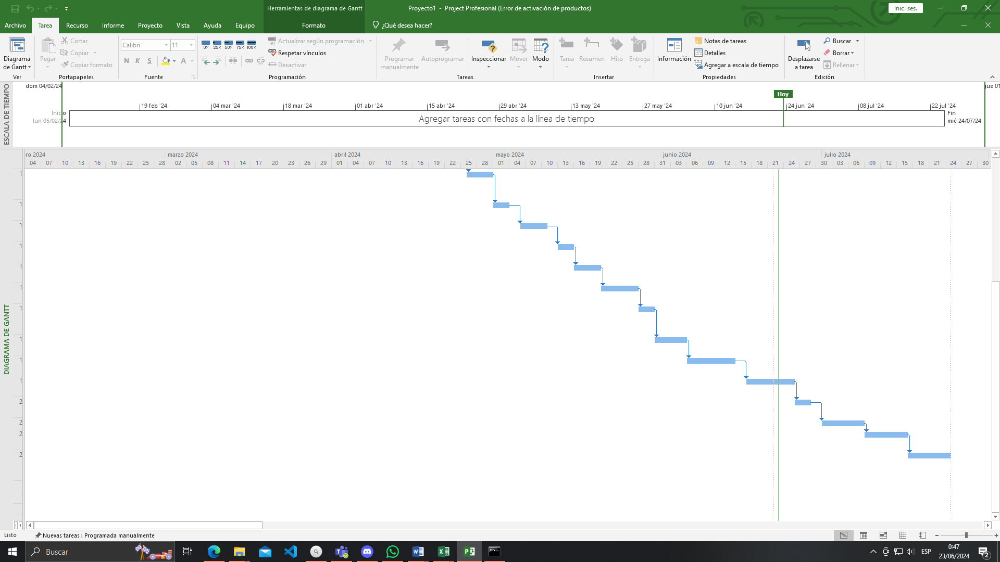 Herramientas de diagrama de Gantt
Proyecto1 - Project Profesional (Error de activación de productos)
Inic. ses.
Archivo Tarea Recurso Informe Proyecto Vista Ayuda Equipo Formato ¿Qué desea hacer?
Diagrama de Gantt
Ver
Pegar
Cortar
Copiar
Copiar formato
Portapapeles
Calibri 11
N K S A
Fuente
0% 25% 50% 75% 100%
Actualizar según programación
Respetar vínculos
Desactivar
Programación
Programar manualmente
Autoprogramar
Inspeccionar
Mover
Modo
Tareas
Tarea
Resumen
Hito
Entrega
Insertar
Información
Notas de tareas
Detalles
Agregar a escala de tiempo
Propiedades
Desplazarse a tarea
Buscar
Borrar
Rellenar
Edición
ESCALA DE TIEMPO
dom 04/02/24
jue 01
Hoy
19 feb '24 04 mar '24 18 mar '24 01 abr '24 15 abr '24 29 abr '24 13 may '24 27 may '24 10 jun '24 24 jun '24 08 jul '24 22 jul '24
Inicio
lun 05/02/24
Agregar tareas con fechas a la línea de tiempo
Fin
mié 24/07/24
DIAGRAMA DE GANTT
ro 2024 marzo 2024 abril 2024 mayo 2024 junio 2024 julio 2024
04 07 10 13 16 19 22 25 28 02 05 08 11 14 17 20 23 26 29 01 04 07 10 13 16 19 22 25 28 01 04 07 10 13 16 19 22 25 28 31 03 06 09 12 15 18 21 24 27 30 03 06 09 12 15 18 21 24 27 30
1
1
1
1
1
1
1
1
1
1
2
2
2
2
Listo
Nuevas tareas : Programada manualmente
Buscar
ESP
0:47
23/06/2024
2